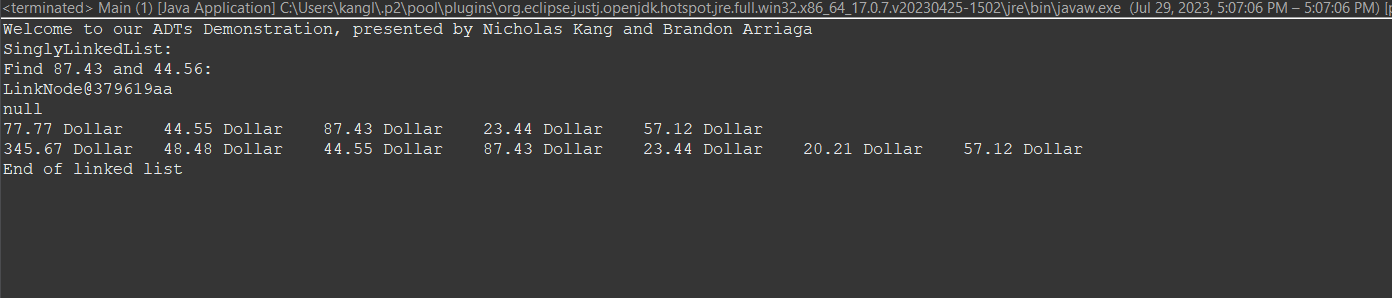 <terminated> Main (1) [Java Application] C:\Users\kangl\.p2\pool\plugins\org.eclipse.justj.openjdk.hotspot.jre.full.win32.x86_64_17.0.7.v20230425-1502\jre\bin\javaw.exe (Jul 29, 2023, 5:07:06 PM – 5:07:06 PM) [p
Welcome to our ADTs Demonstration, presented by Nicholas Kang and Brandon Arriaga
SinglyLinkedList:
Find 87.43 and 44.56:
LinkNode@379619aa
null
77.77 Dollar    44.55 Dollar    87.43 Dollar    23.44 Dollar    57.12 Dollar
345.67 Dollar   48.48 Dollar    44.55 Dollar    87.43 Dollar    23.44 Dollar    20.21 Dollar    57.12 Dollar
End of linked list